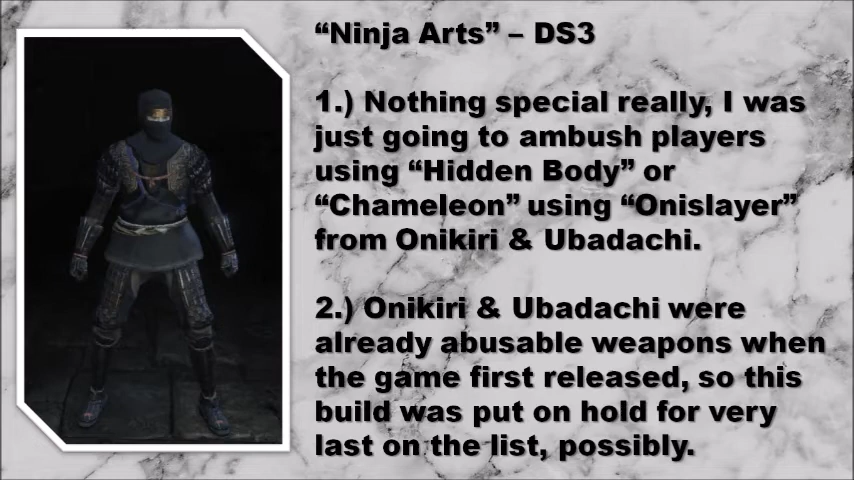 “Ninja Arts” – DS3
1.) Nothing special really, I was
just going to ambush players
using “Hidden Body” or
“Chameleon” using “Onislayer”
from Onikiri & Ubadachi.
2.) Onikiri & Ubadachi were
already abusable weapons when
the game first released, so this
build was put on hold for very
last on the list, possibly.